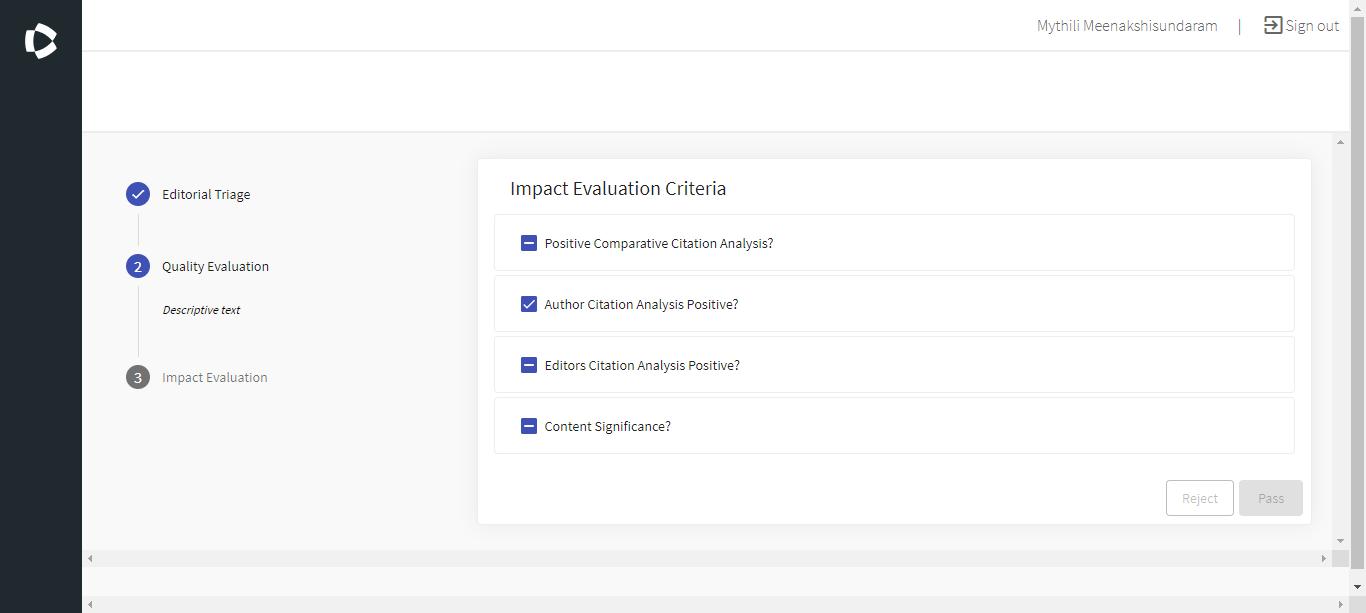 Mythili Meenakshisundaram | Sign out
Editorial Triage
2 Quality Evaluation
Descriptive text
3 Impact Evaluation
Impact Evaluation Criteria
Positive Comparative Citation Analysis?
Author Citation Analysis Positive?
Editors Citation Analysis Positive?
Content Significance?
Reject Pass